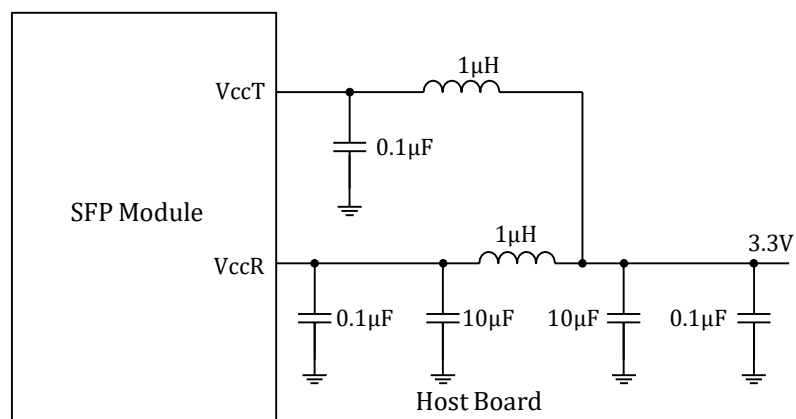 1μH
VccT
0.1μF
SFP Module
1μH
3.3V
VccR
0.1μF
10μF
10μF
0.1μF
Host Board